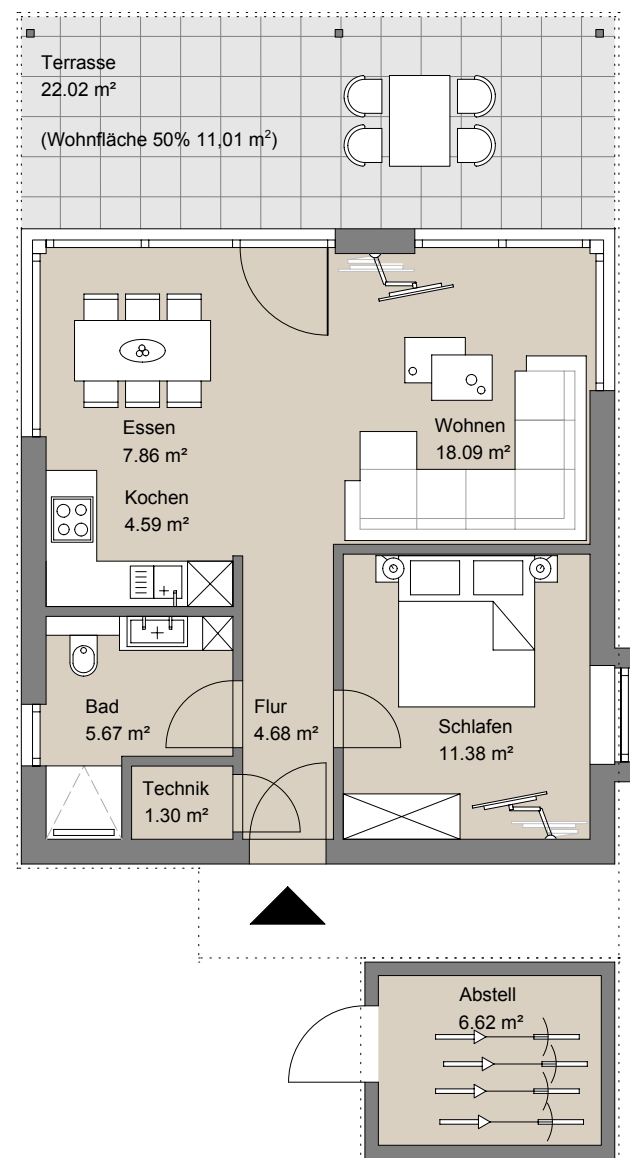 Terrasse
22.02 m²
(Wohnfläche 50% 11,01 m²)
Essen
7.86 m²
Wohnen
18.09 m²
Kochen
4.59 m²
Bad
5.67 m²
Flur
4.68 m²
Schlafen
11.38 m²
Technik
1.30 m²
Abstell
6.62 m²